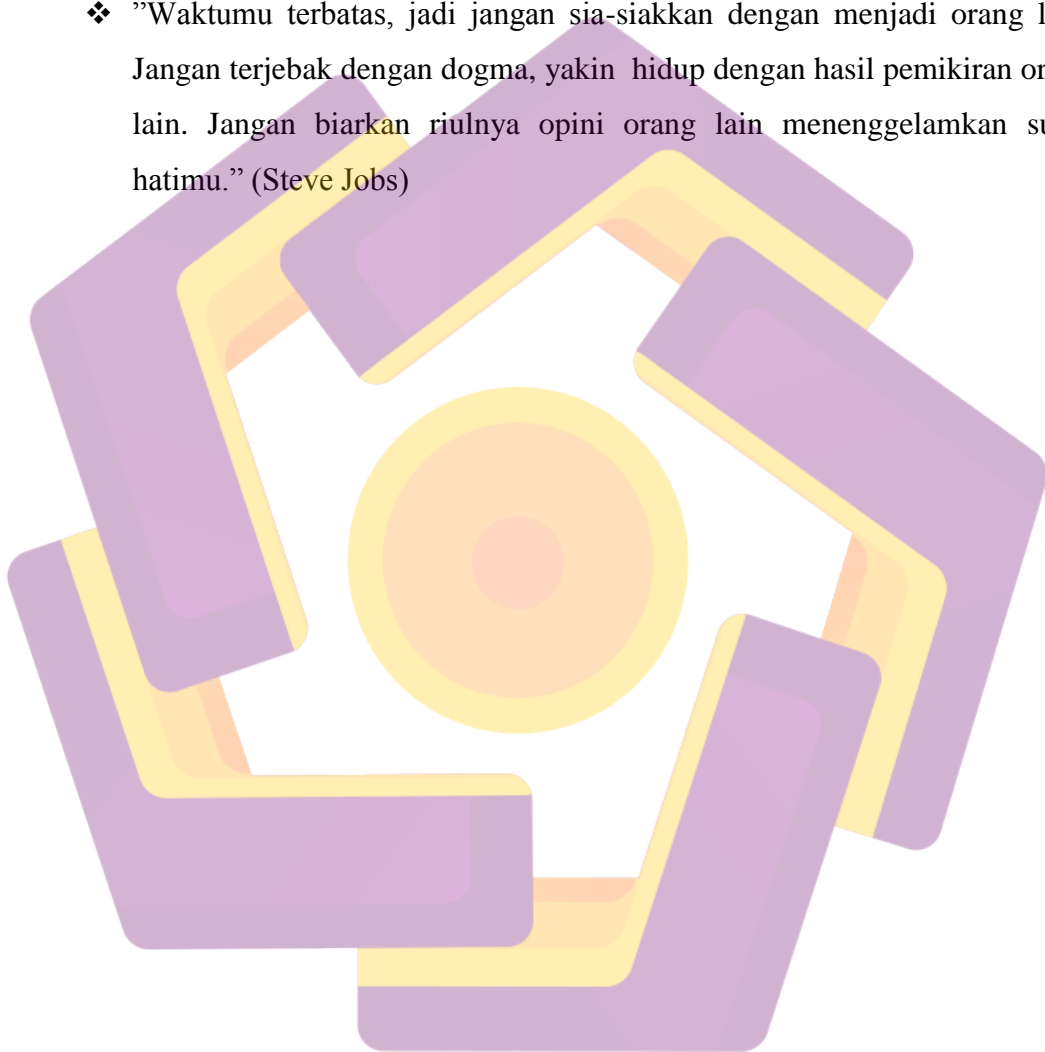 ❖ ”Waktumu terbatas, jadi jangan sia-siakkan dengan menjadi orang
Jangan terjebak dengan dogma, yakin hidup dengan hasil pemikiran
lain. Jangan biarkan riulnya opini orang lain menenggelamkan
hatimu.” (Steve Jobs)